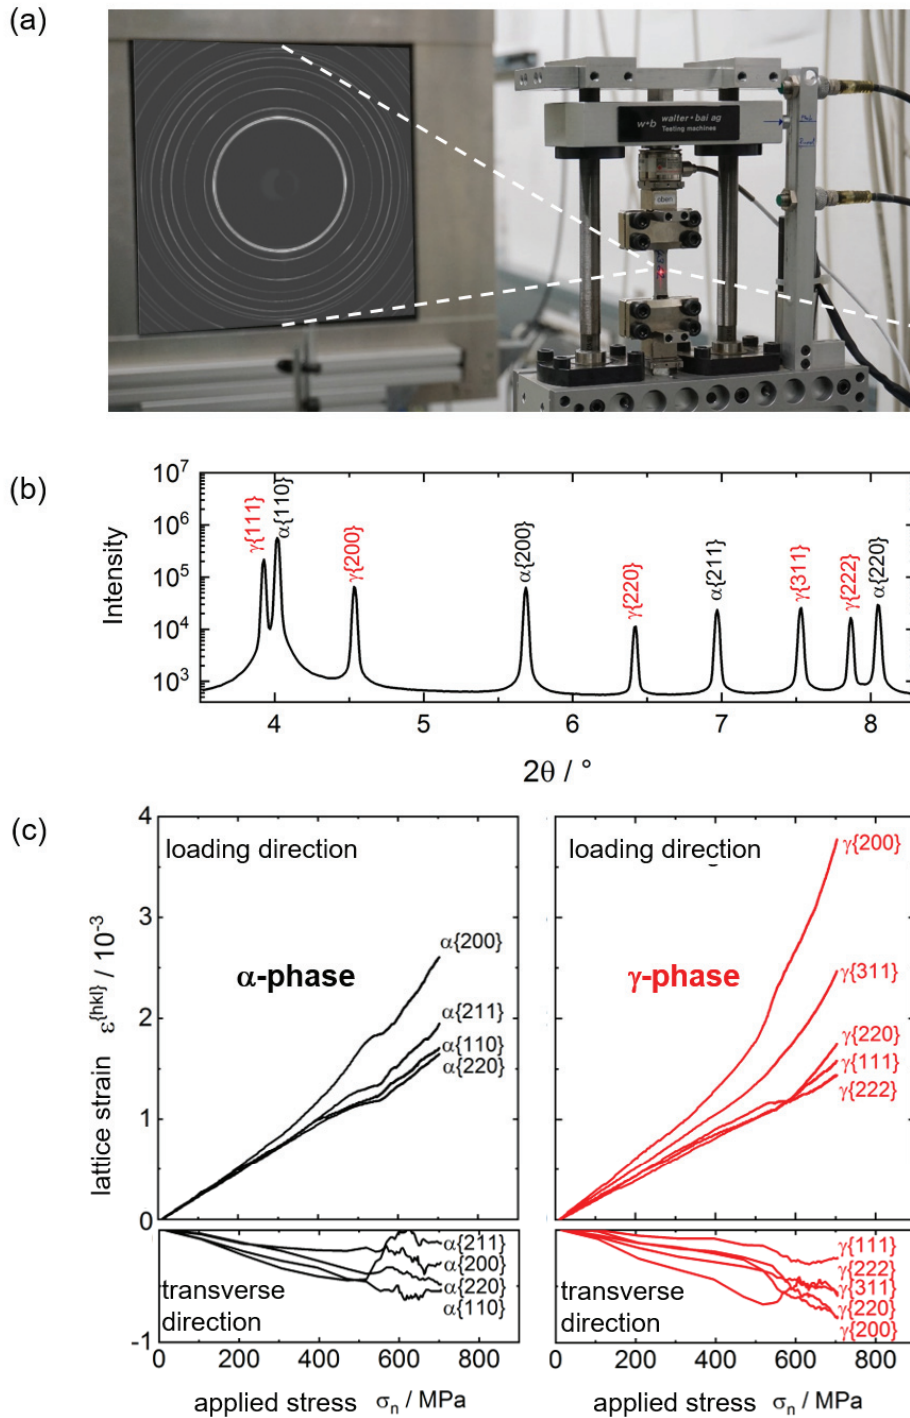 (a)
w+b walter+bai ag
Testing machines
oben
(b)
Intensity
10^7
10^6
10^5
10^4
10^3
γ{111}
α{110}
γ{200}
α{200}
γ{220}
α{211}
γ{311}
γ{222}
α{220}
4 5 6 7 8
2θ / °
(c)
lattice strain ε^{hkl} / 10^-3
4
3
2
1
0
-1
loading direction
α-phase
α{200}
α{211}
α{110}
α{220}
transverse
direction
α{211}
α{200}
α{220}
α{110}
0 200 400 600 800
applied stress σ_n / MPa
loading direction
γ-phase
γ{200}
γ{311}
γ{220}
γ{111}
γ{222}
transverse
direction
γ{111}
γ{222}
γ{311}
γ{220}
γ{200}
0 200 400 600 800
applied stress σ_n / MPa